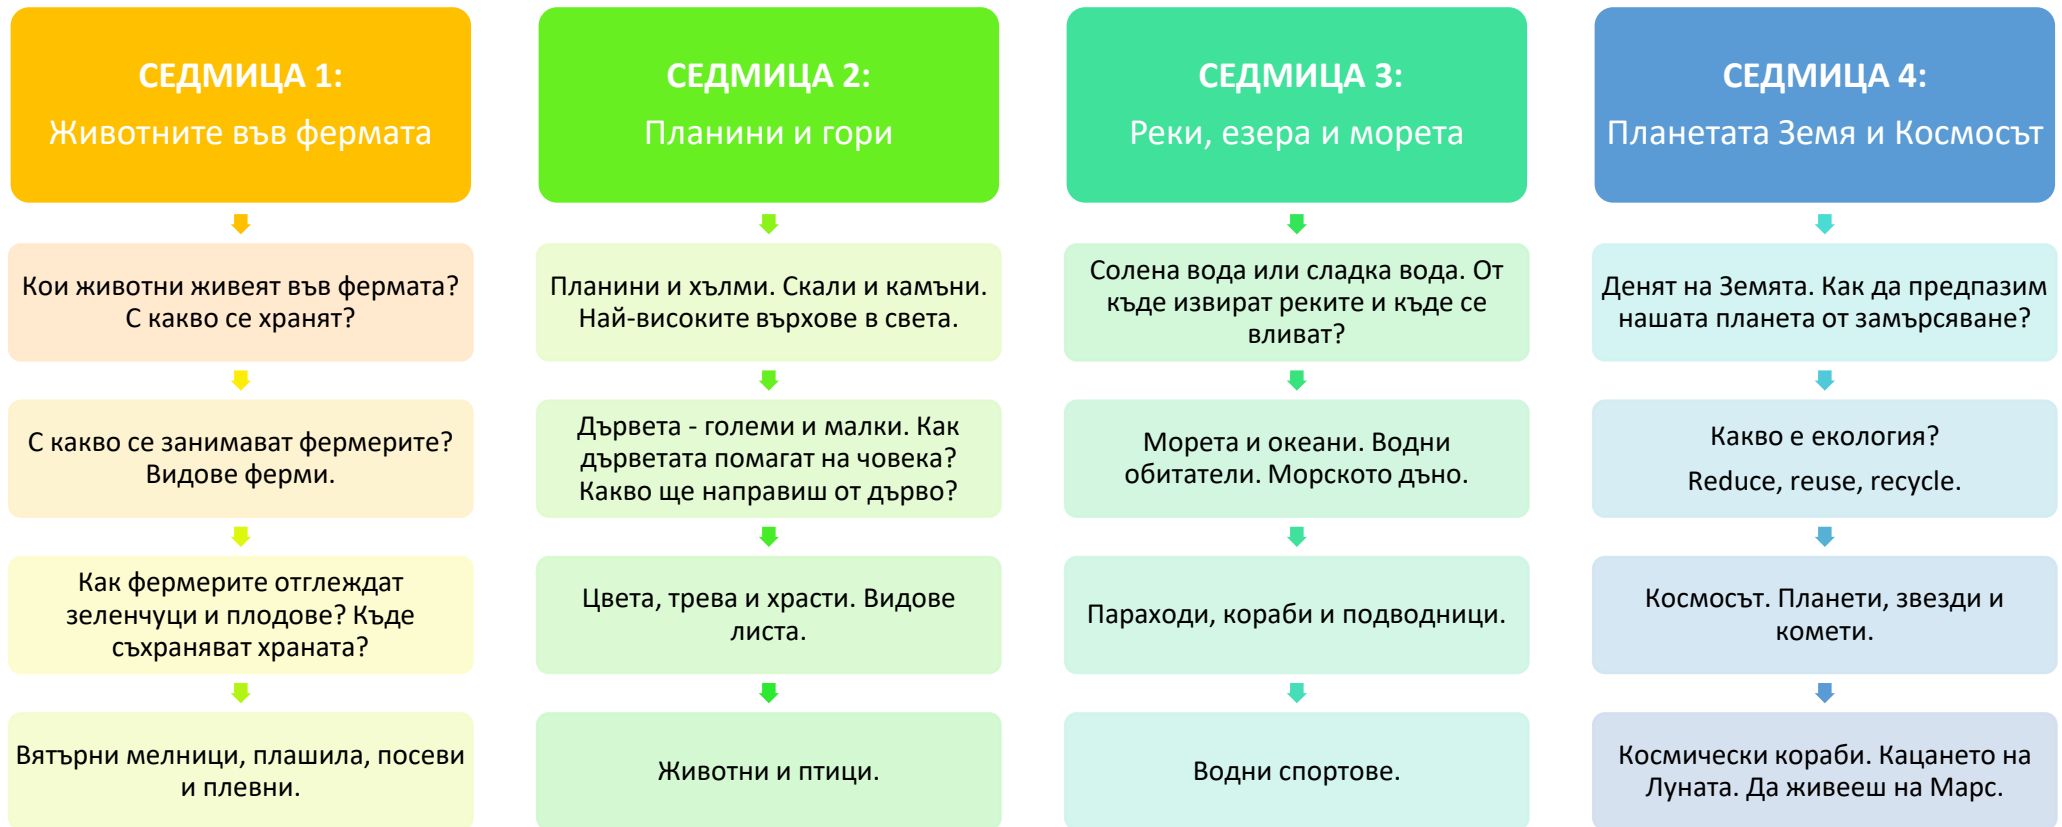 СЕДМИЦА 1:
Животните във фермата
Кои животни живеят във фермата?
С какво се хранят?
С какво се занимават фермерите?
Видове ферми.
Как фермерите отглеждат
зеленчуци и плодове? Къде
съхраняват храната?
Вятърни мелници, плашила, посеви
и плевни.
СЕДМИЦА 2:
Планини и гори
Планини и хълми. Скали и камъни.
Най-високите върхове в света.
Дървета - големи и малки. Как
дърветата помагат на човека?
Какво ще направиш от дърво?
Цветa, трева и храсти. Видове
листа.
Животни и птици.
СЕДМИЦА 3:
Реки, езера и морета
Солена вода или сладка вода. От
къде извират реките и къде се
вливат?
Морета и океани. Водни
обитатели. Морското дъно.
Параходи, кораби и подводници.
Водни спортове.
СЕДМИЦА 4:
Планетата Земя и Космосът
Денят на Земята. Как да предпазим
нашата планета от замърсяване?
Какво е екология?
Reduce, reuse, recycle.
Космосът. Планети, звезди и
комети.
Космически кораби. Кацането на
Луната. Да живееш на Марс.